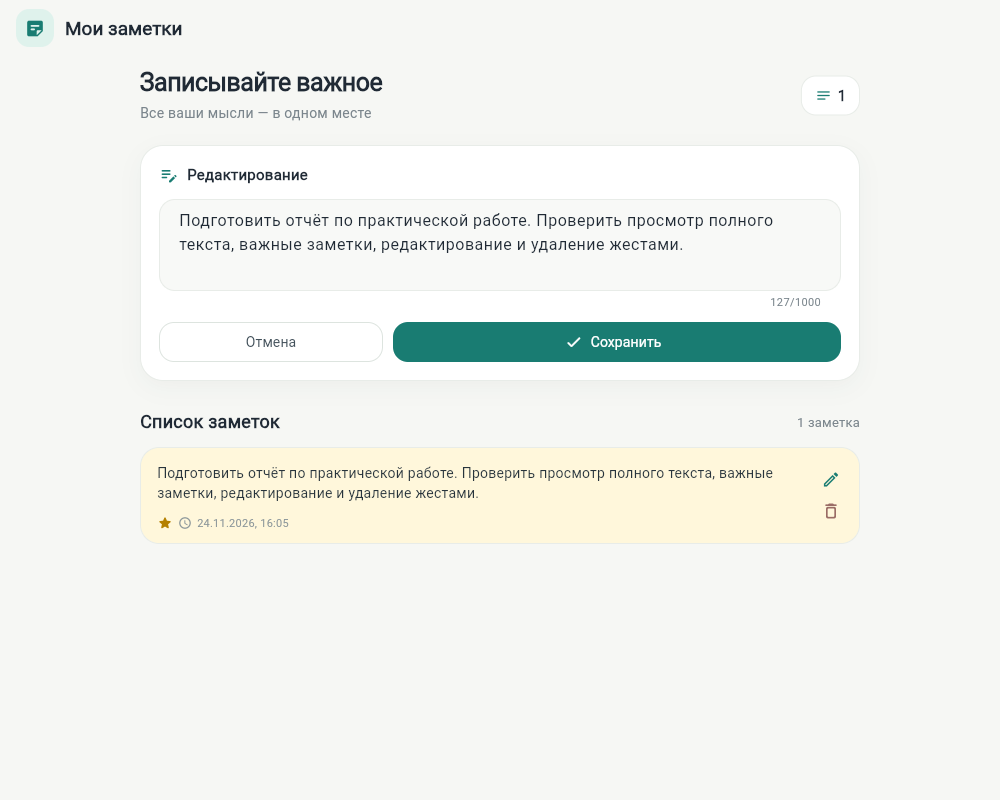 Мои заметки
Записывайте важное
Все ваши мысли — в одном месте
1
Редактирование
Подготовить отчёт по практической работе. Проверить просмотр полного
текста, важные заметки, редактирование и удаление жестами.
127/1000
Отмена
Сохранить
Список заметок
1 заметка
Подготовить отчёт по практической работе. Проверить просмотр полного текста, важные
заметки, редактирование и удаление жестами.
24.11.2026, 16:05